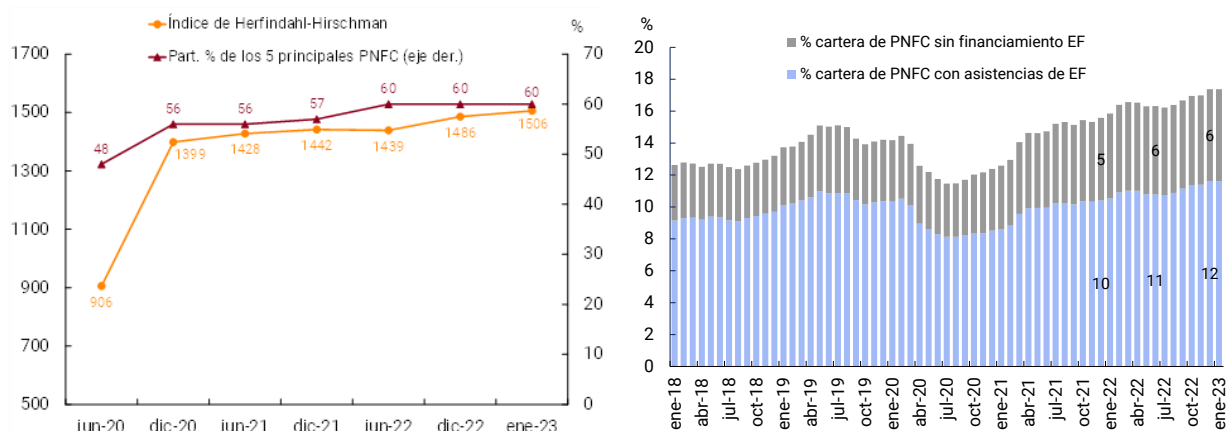 Índice de Herfindahl-Hirschman
Part. % de los 5 principales PNFC (eje der.)
%
1700
1500
1300
1100
900
700
500
70
60
50
40
30
20
10
0
48
56
56
57
60
60
60
906
1399
1428
1442
1439
1486
1506
jun-20
dic-20
jun-21
dic-21
jun-22
dic-22
ene-23
%
% cartera de PNFC sin financiamiento EF
% cartera de PNFC con asistencias de EF
20
18
16
14
12
10
8
6
4
2
0
5
6
6
10
11
12
ene-18
abr-18
jul-18
oct-18
ene-19
abr-19
jul-19
oct-19
ene-20
abr-20
jul-20
oct-20
ene-21
abr-21
jul-21
oct-21
ene-22
abr-22
jul-22
oct-22
ene-23